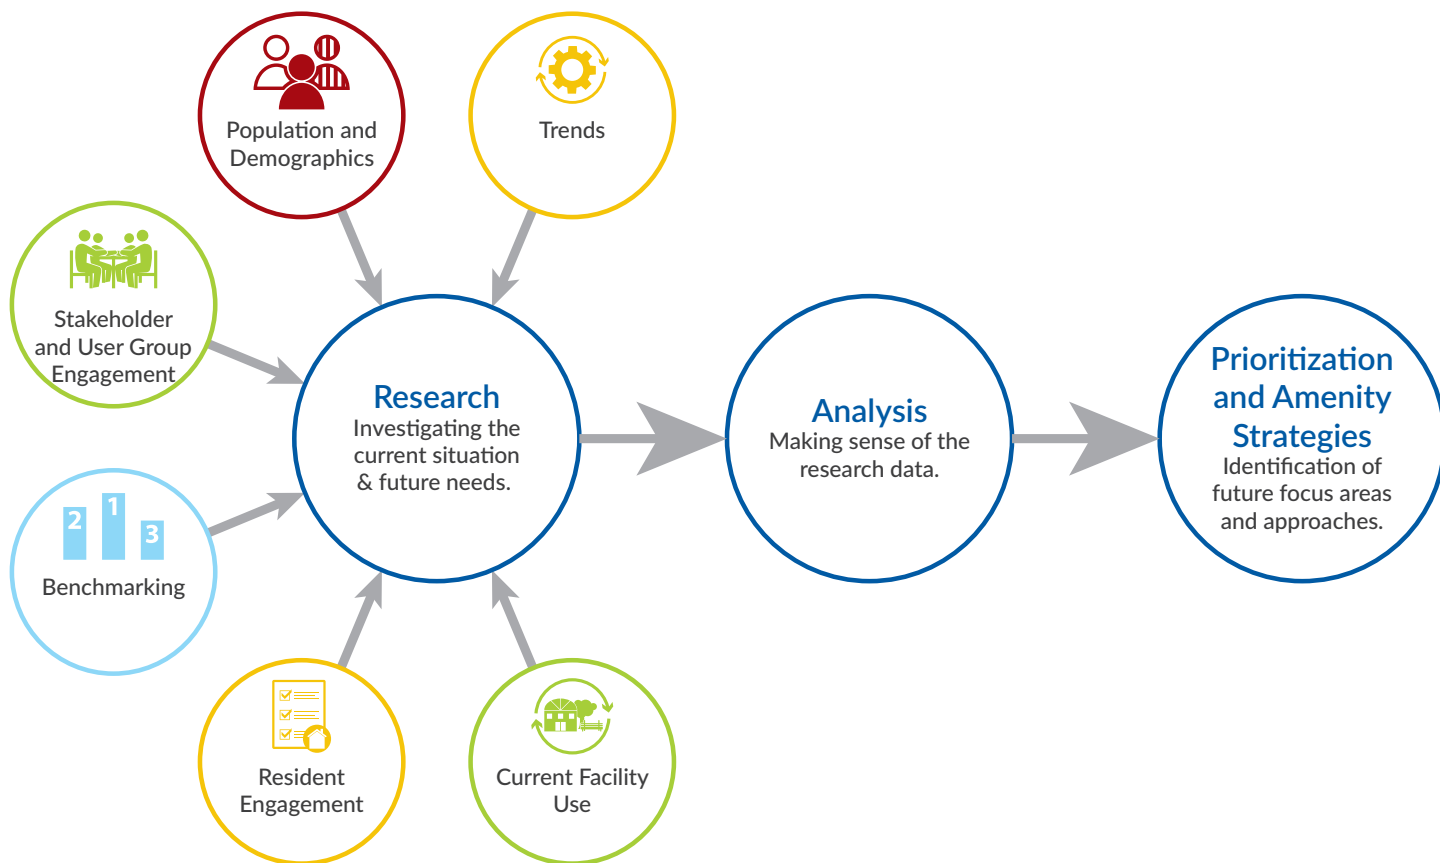 Population and
Demographics
Trends
Stakeholder
and User Group
Engagement
2
1
3
Benchmarking
Resident
Engagement
Current Facility
Use
Research
Investigating the
current situation
& future needs.
Analysis
Making sense of the
research data.
Prioritization
and Amenity
Strategies
Identification of
future focus areas
and approaches.